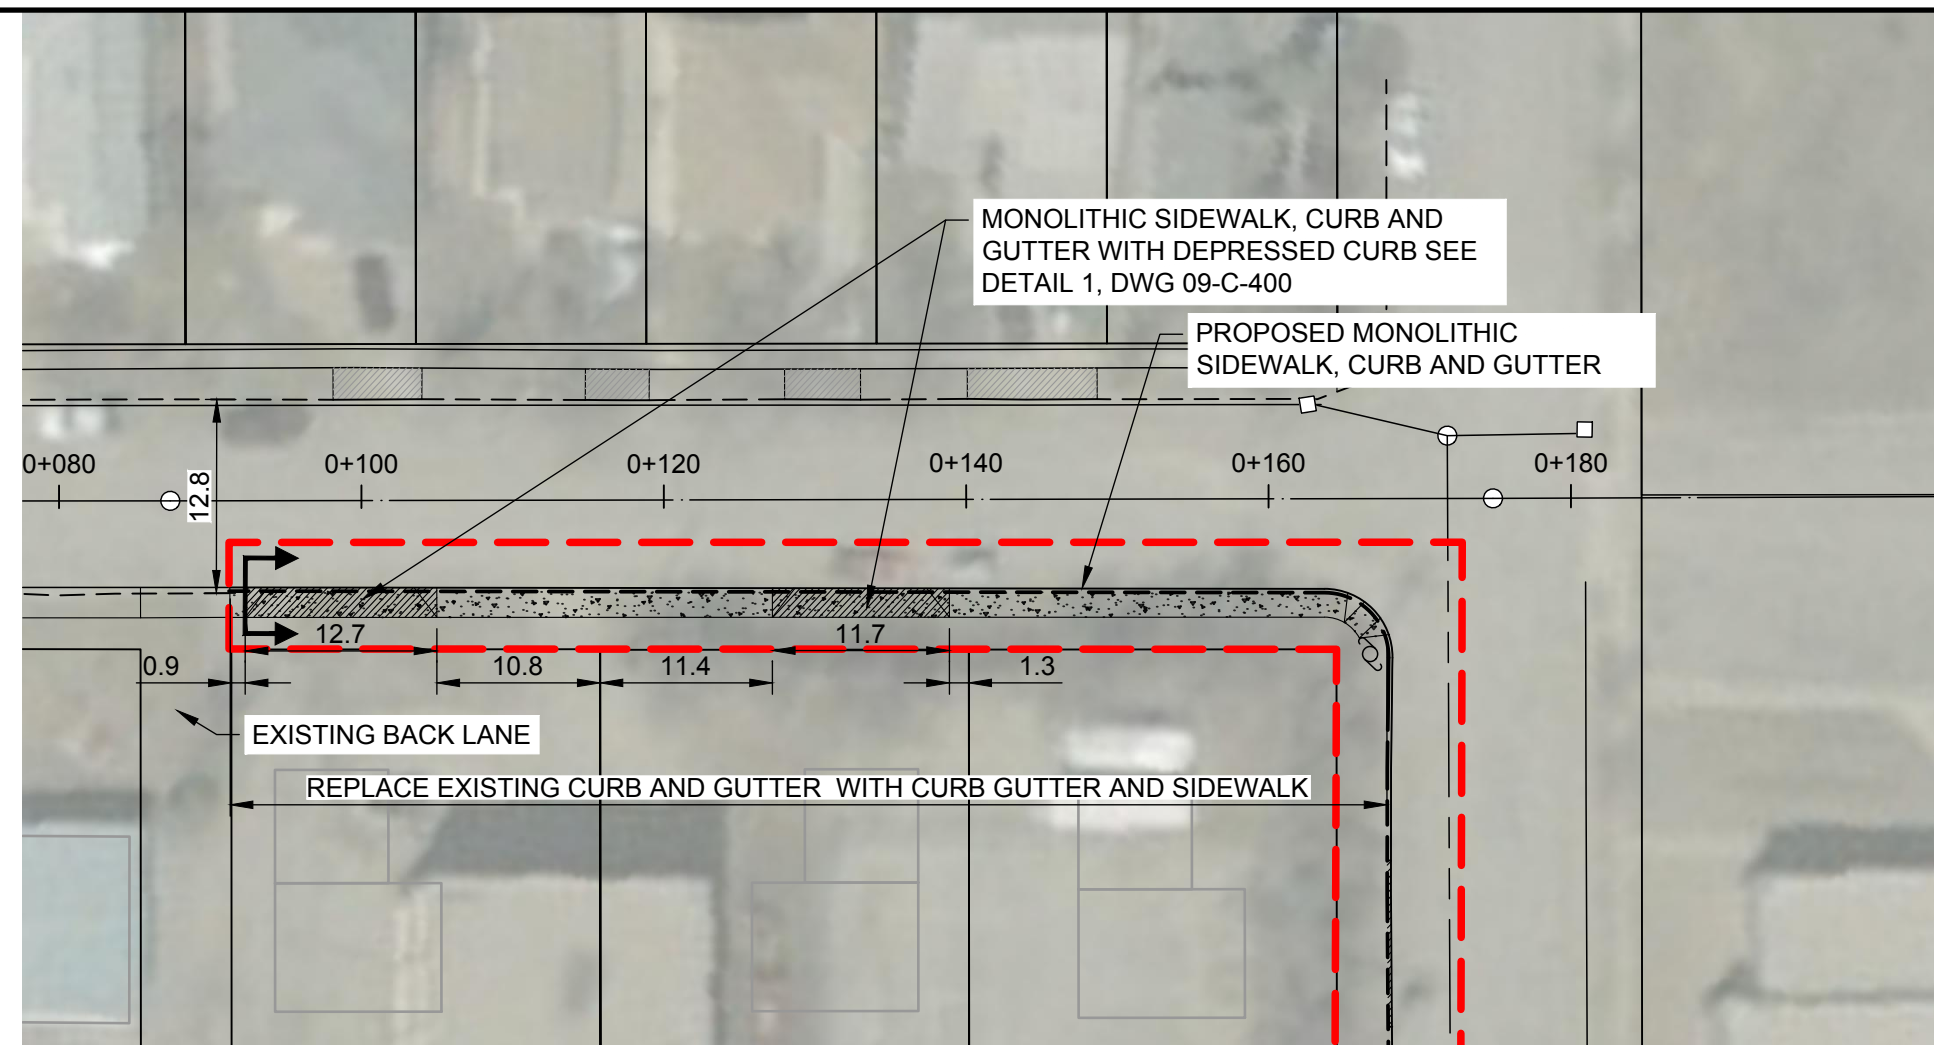 MONOLITHIC SIDEWALK, CURB AND
GUTTER WITH DEPRESSED CURB SEE
DETAIL 1, DWG 09-C-400
PROPOSED MONOLITHIC
SIDEWALK, CURB AND GUTTER
0+080
0+100
0+120
0+140
0+160
0+180
12.8
12.7
11.7
0.9
10.8
11.4
1.3
EXISTING BACK LANE
REPLACE EXISTING CURB AND GUTTER WITH CURB GUTTER AND SIDEWALK